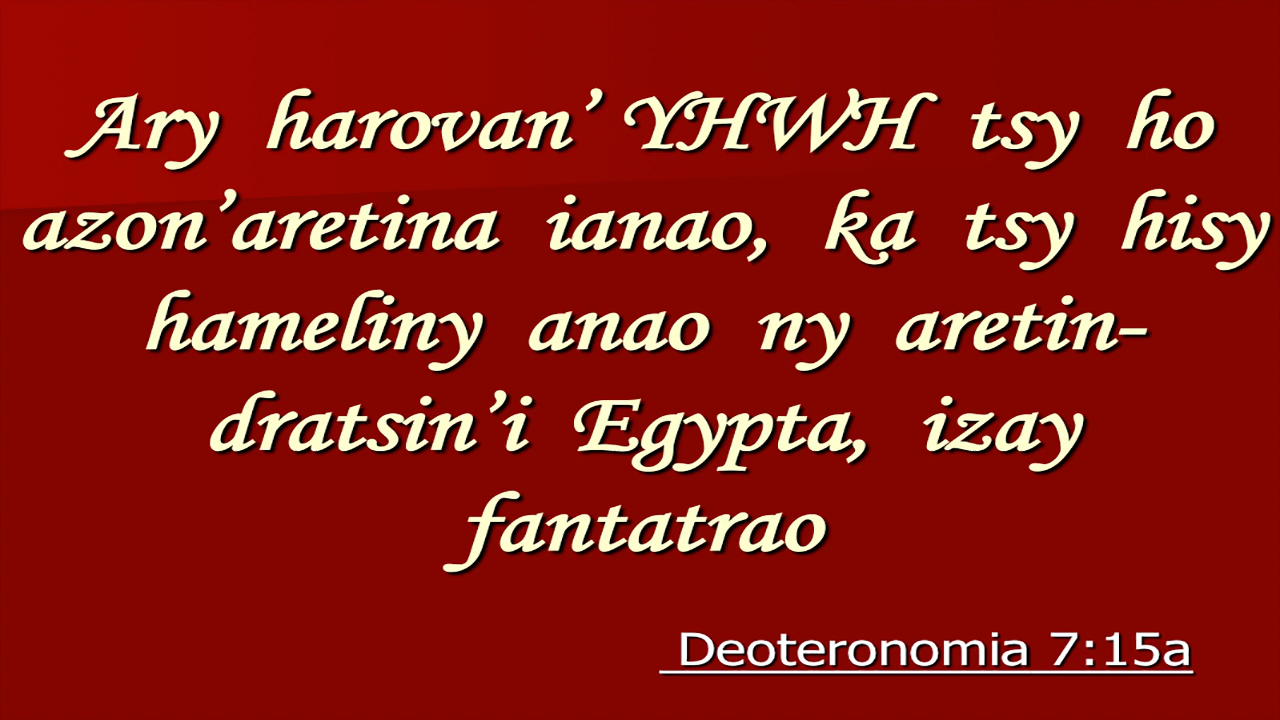 Ary harovan’ YHWH tsy ho
azon’aretina ianao, ka tsy hisy
hameliny anao ny aretin-
dratsin’i Egypta, izay
fantatrao
Deoteronomia 7:15a